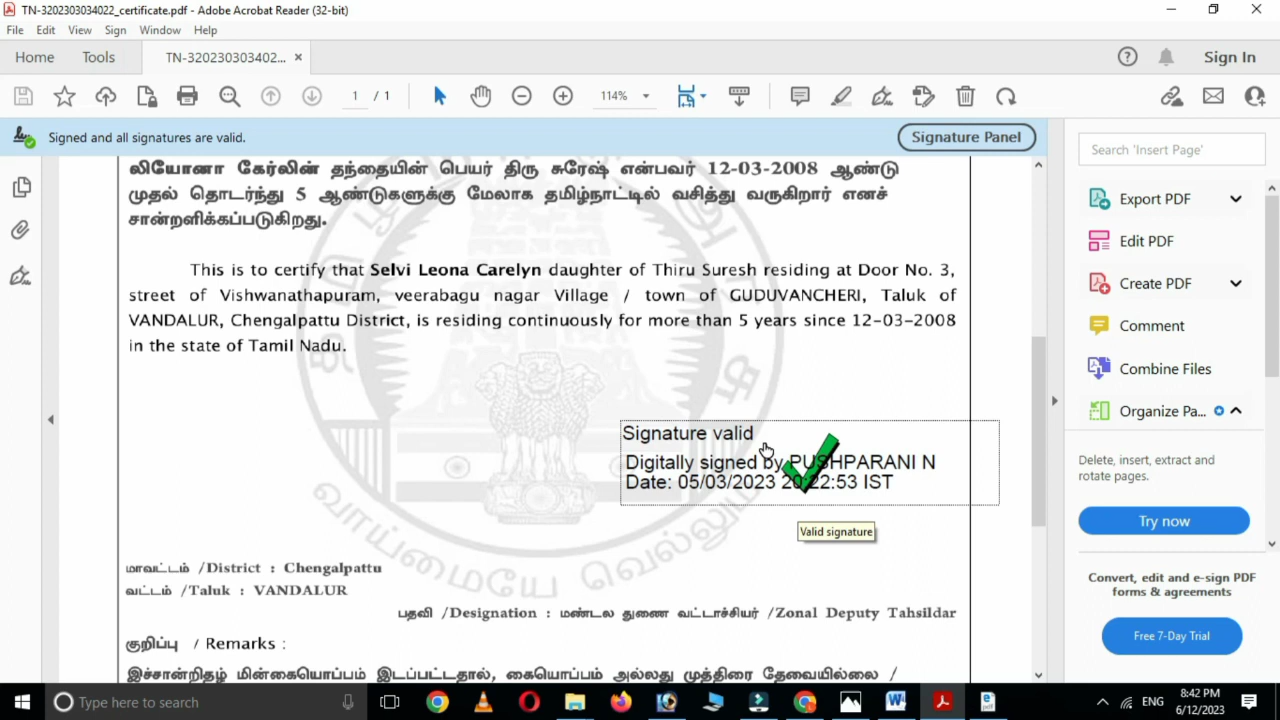 TN-3202303034022_certificate.pdf - Adobe Acrobat Reader (32-bit)
File Edit View Sign Window Help
Home Tools TN-320230303402... × Sign In
1 / 1 114%
Signed and all signatures are valid. Signature Panel
லியோனா கேர்லின் தந்தையின் பெயர் திரு சுரேஷ் என்பவர் 12-03-2008 ஆண்டு
முதல் தொடர்ந்து 5 ஆண்டுகளுக்கு மேலாக தமிழ்நாட்டில் வசித்து வருகிறார் எனச்
சான்றளிக்கப்படுகிறது.
This is to certify that Selvi Leona Carelyn daughter of Thiru Suresh residing at Door No. 3,
street of Vishwanathapuram, veerabagu nagar Village / town of GUDUVANCHERI, Taluk of
VANDALUR, Chengalpattu District, is residing continuously for more than 5 years since 12-03-2008
in the state of Tamil Nadu.
Signature valid
Digitally signed by PUSHPARANI N
Date: 05/03/2023 20:22:53 IST
Valid signature
வாய்மையே வெல்லும்
மாவட்டம் /District : Chengalpattu
வட்டம் /Taluk : VANDALUR
பதவி /Designation : மண்டல துணை வட்டாச்சியர் /Zonal Deputy Tahsildar
குறிப்பு / Remarks :
இச்சான்றிதழ் மின்கையொப்பம் இடப்பட்டதால், கையொப்பம் அல்லது முத்திரை தேவையில்லை /
Search 'Insert Page'
Export PDF
Edit PDF
Create PDF
Comment
Combine Files
Organize Pa...
Delete, insert, extract and
rotate pages.
Try now
Convert, edit and e-sign PDF
forms & agreements
Free 7-Day Trial
Type here to search
ENG
8:42 PM
6/12/2023